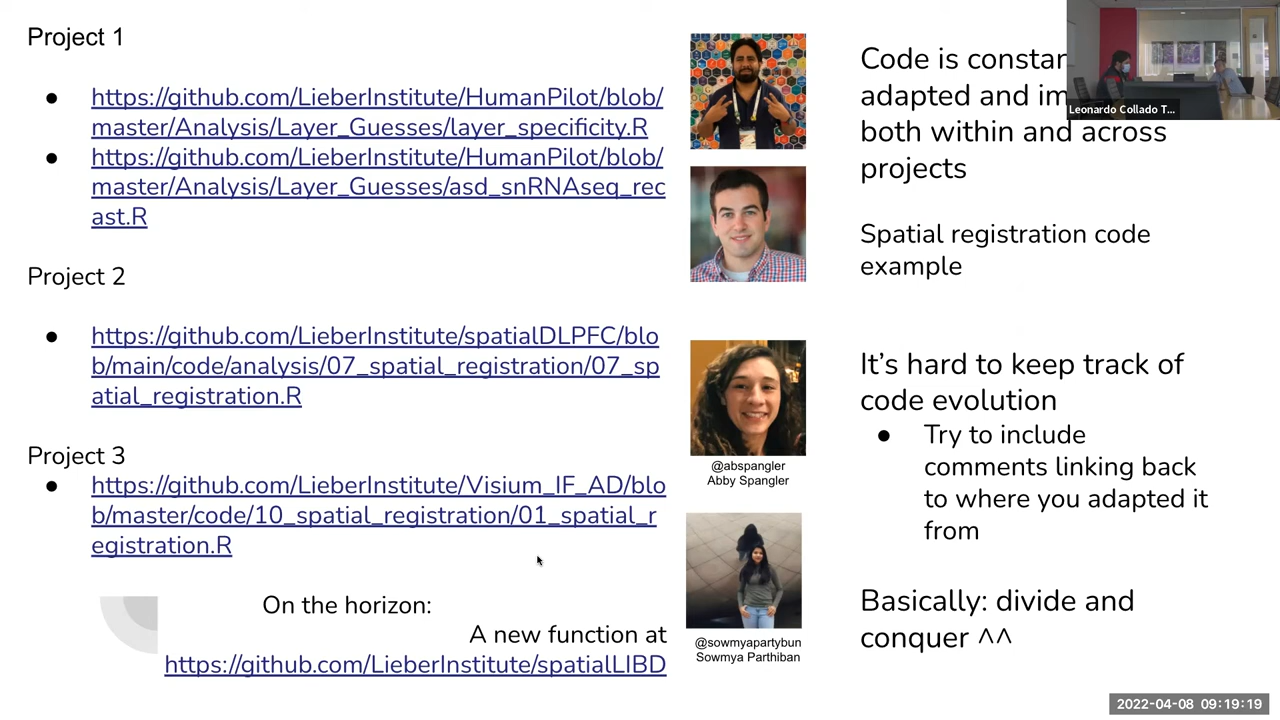 Project 1
● https://github.com/LieberInstitute/HumanPilot/blob/
master/Analysis/Layer_Guesses/layer_specificity.R
● https://github.com/LieberInstitute/HumanPilot/blob/
master/Analysis/Layer_Guesses/asd_snRNAseq_rec
ast.R
Project 2
● https://github.com/LieberInstitute/spatialDLPFC/blo
b/main/code/analysis/07_spatial_registration/07_sp
atial_registration.R
Project 3
● https://github.com/LieberInstitute/Visium_IF_AD/blo
b/master/code/10_spatial_registration/01_spatial_r
egistration.R
On the horizon:
A new function at
https://github.com/LieberInstitute/spatialLIBD
@abspangler
Abby Spangler
@sowmyapartybun
Sowmya Parthiban
Code is constan
adapted and im
both within and across
projects
Spatial registration code
example
It's hard to keep track of
code evolution
● Try to include
comments linking back
to where you adapted it
from
Basically: divide and
conquer ^^
Leonardo Collado T...
2022-04-08 09:19:19